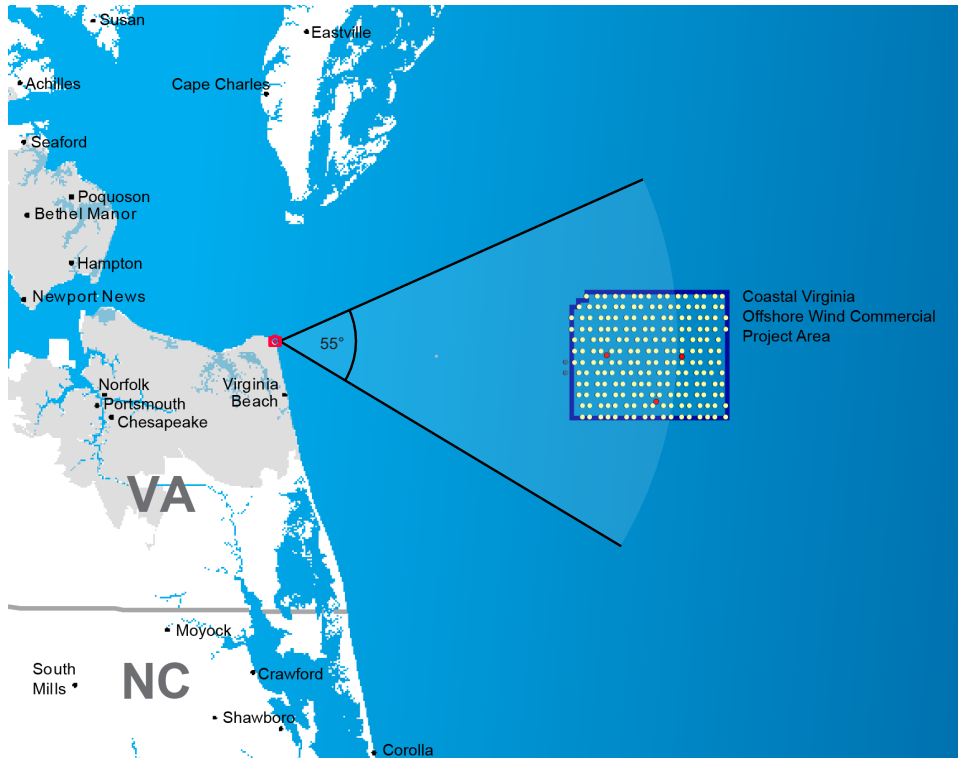 Susan
Eastville
Achilles
Cape Charles
Seaford
Poquoson
Bethel Manor
Hampton
Newport News
Coastal Virginia
Offshore Wind Commercial
Project Area
55°
Norfolk
Virginia
Beach
Portsmouth
Chesapeake
VA
Moyock
South
Mills
NC
Crawford
Shawboro
Corolla